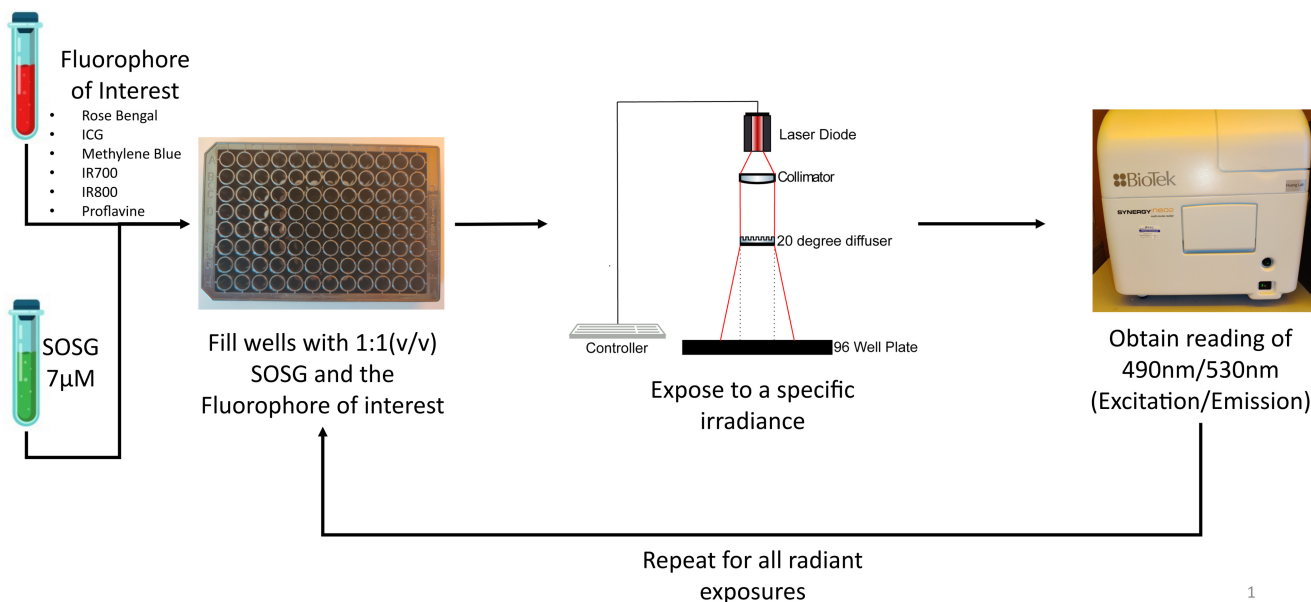 Fluorophore
of Interest
• Rose Bengal
• ICG
• Methylene Blue
• IR700
• IR800
• Proflavine
SOSG
7µM
Fill wells with 1:1(v/v)
SOSG and the
Fluorophore of interest
Laser Diode
Collimator
20 degree diffuser
Controller
96 Well Plate
Expose to a specific
irradiance
BioTek
SYNERGY neo2
Obtain reading of
490nm/530nm
(Excitation/Emission)
Repeat for all radiant
exposures
1